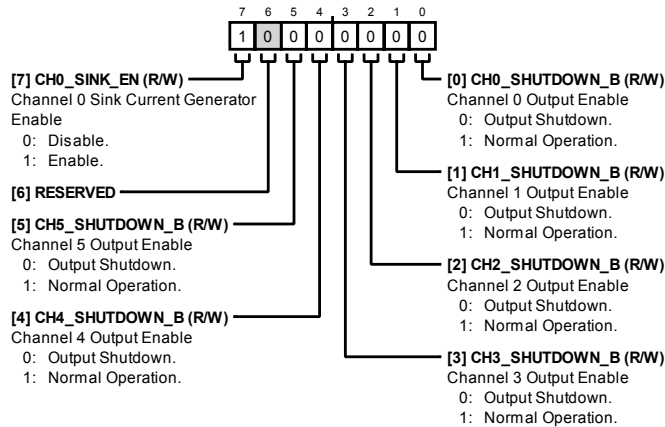 7 6 5 4 3 2 1 0
1 0 0 0 0 0 0 0
[7] CH0_SINK_EN (R/W)
Channel 0 Sink Current Generator
Enable
0: Disable.
1: Enable.
[6] RESERVED
[5] CH5_SHUTDOWN_B (R/W)
Channel 5 Output Enable
0: Output Shutdown.
1: Normal Operation.
[4] CH4_SHUTDOWN_B (R/W)
Channel 4 Output Enable
0: Output Shutdown.
1: Normal Operation.
[0] CH0_SHUTDOWN_B (R/W)
Channel 0 Output Enable
0: Output Shutdown.
1: Normal Operation.
[1] CH1_SHUTDOWN_B (R/W)
Channel 1 Output Enable
0: Output Shutdown.
1: Normal Operation.
[2] CH2_SHUTDOWN_B (R/W)
Channel 2 Output Enable
0: Output Shutdown.
1: Normal Operation.
[3] CH3_SHUTDOWN_B (R/W)
Channel 3 Output Enable
0: Output Shutdown.
1: Normal Operation.